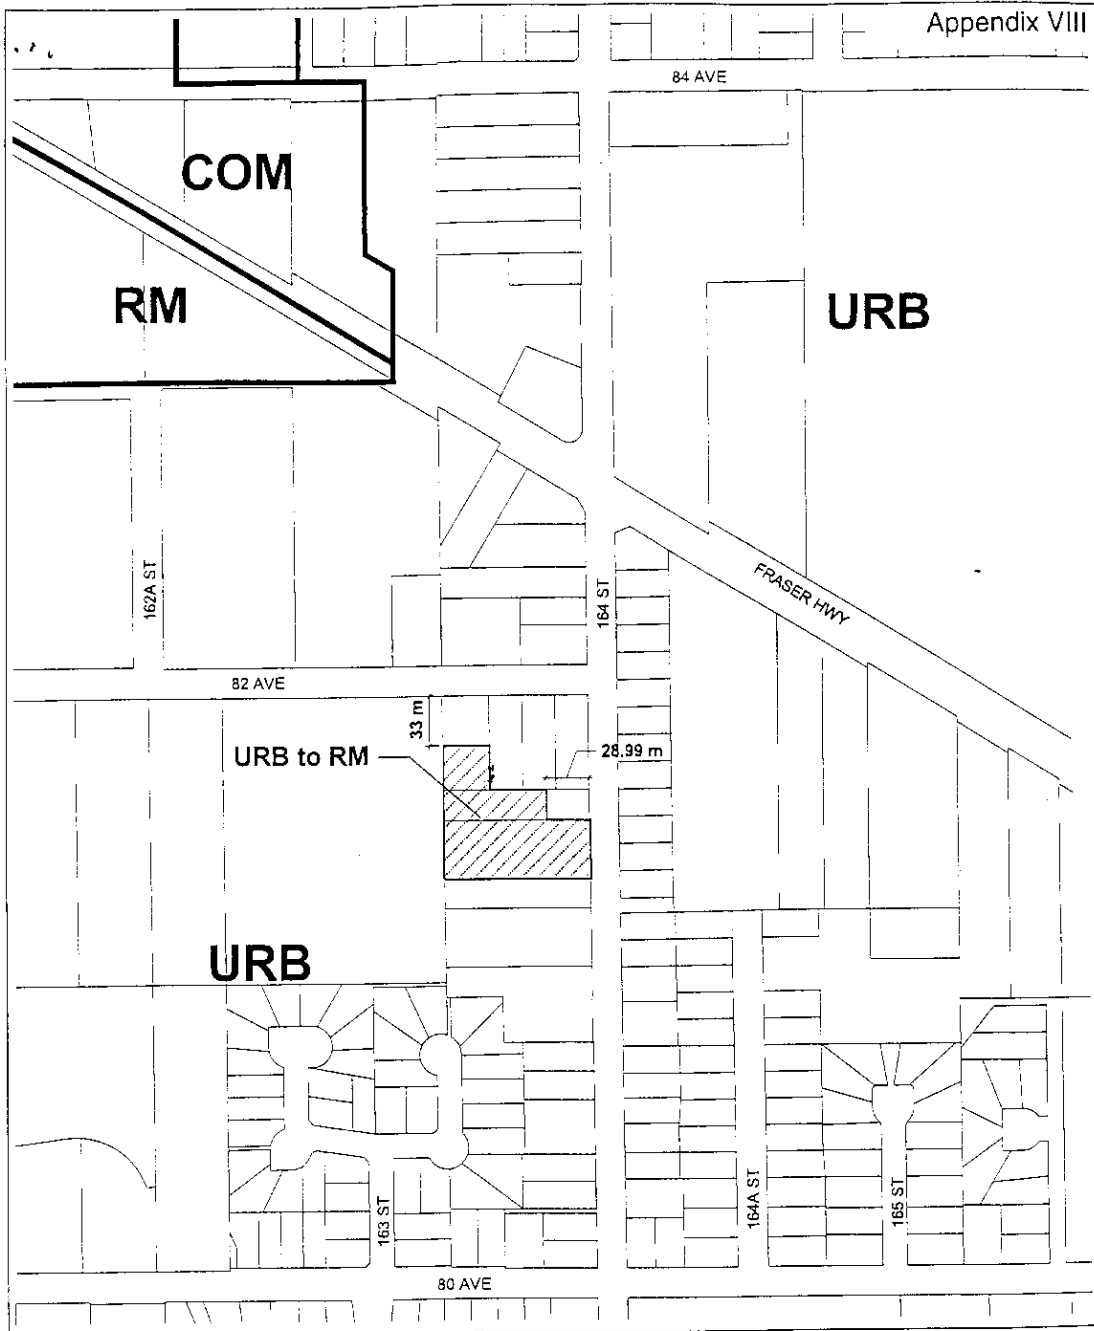 Appendix VIII
84 AVE
COM
RM
URB
162A ST
164 ST
FRASER HWY
82 AVE
33 m
URB to RM
28.99 m
URB
163 ST
164A ST
165 ST
80 AVE